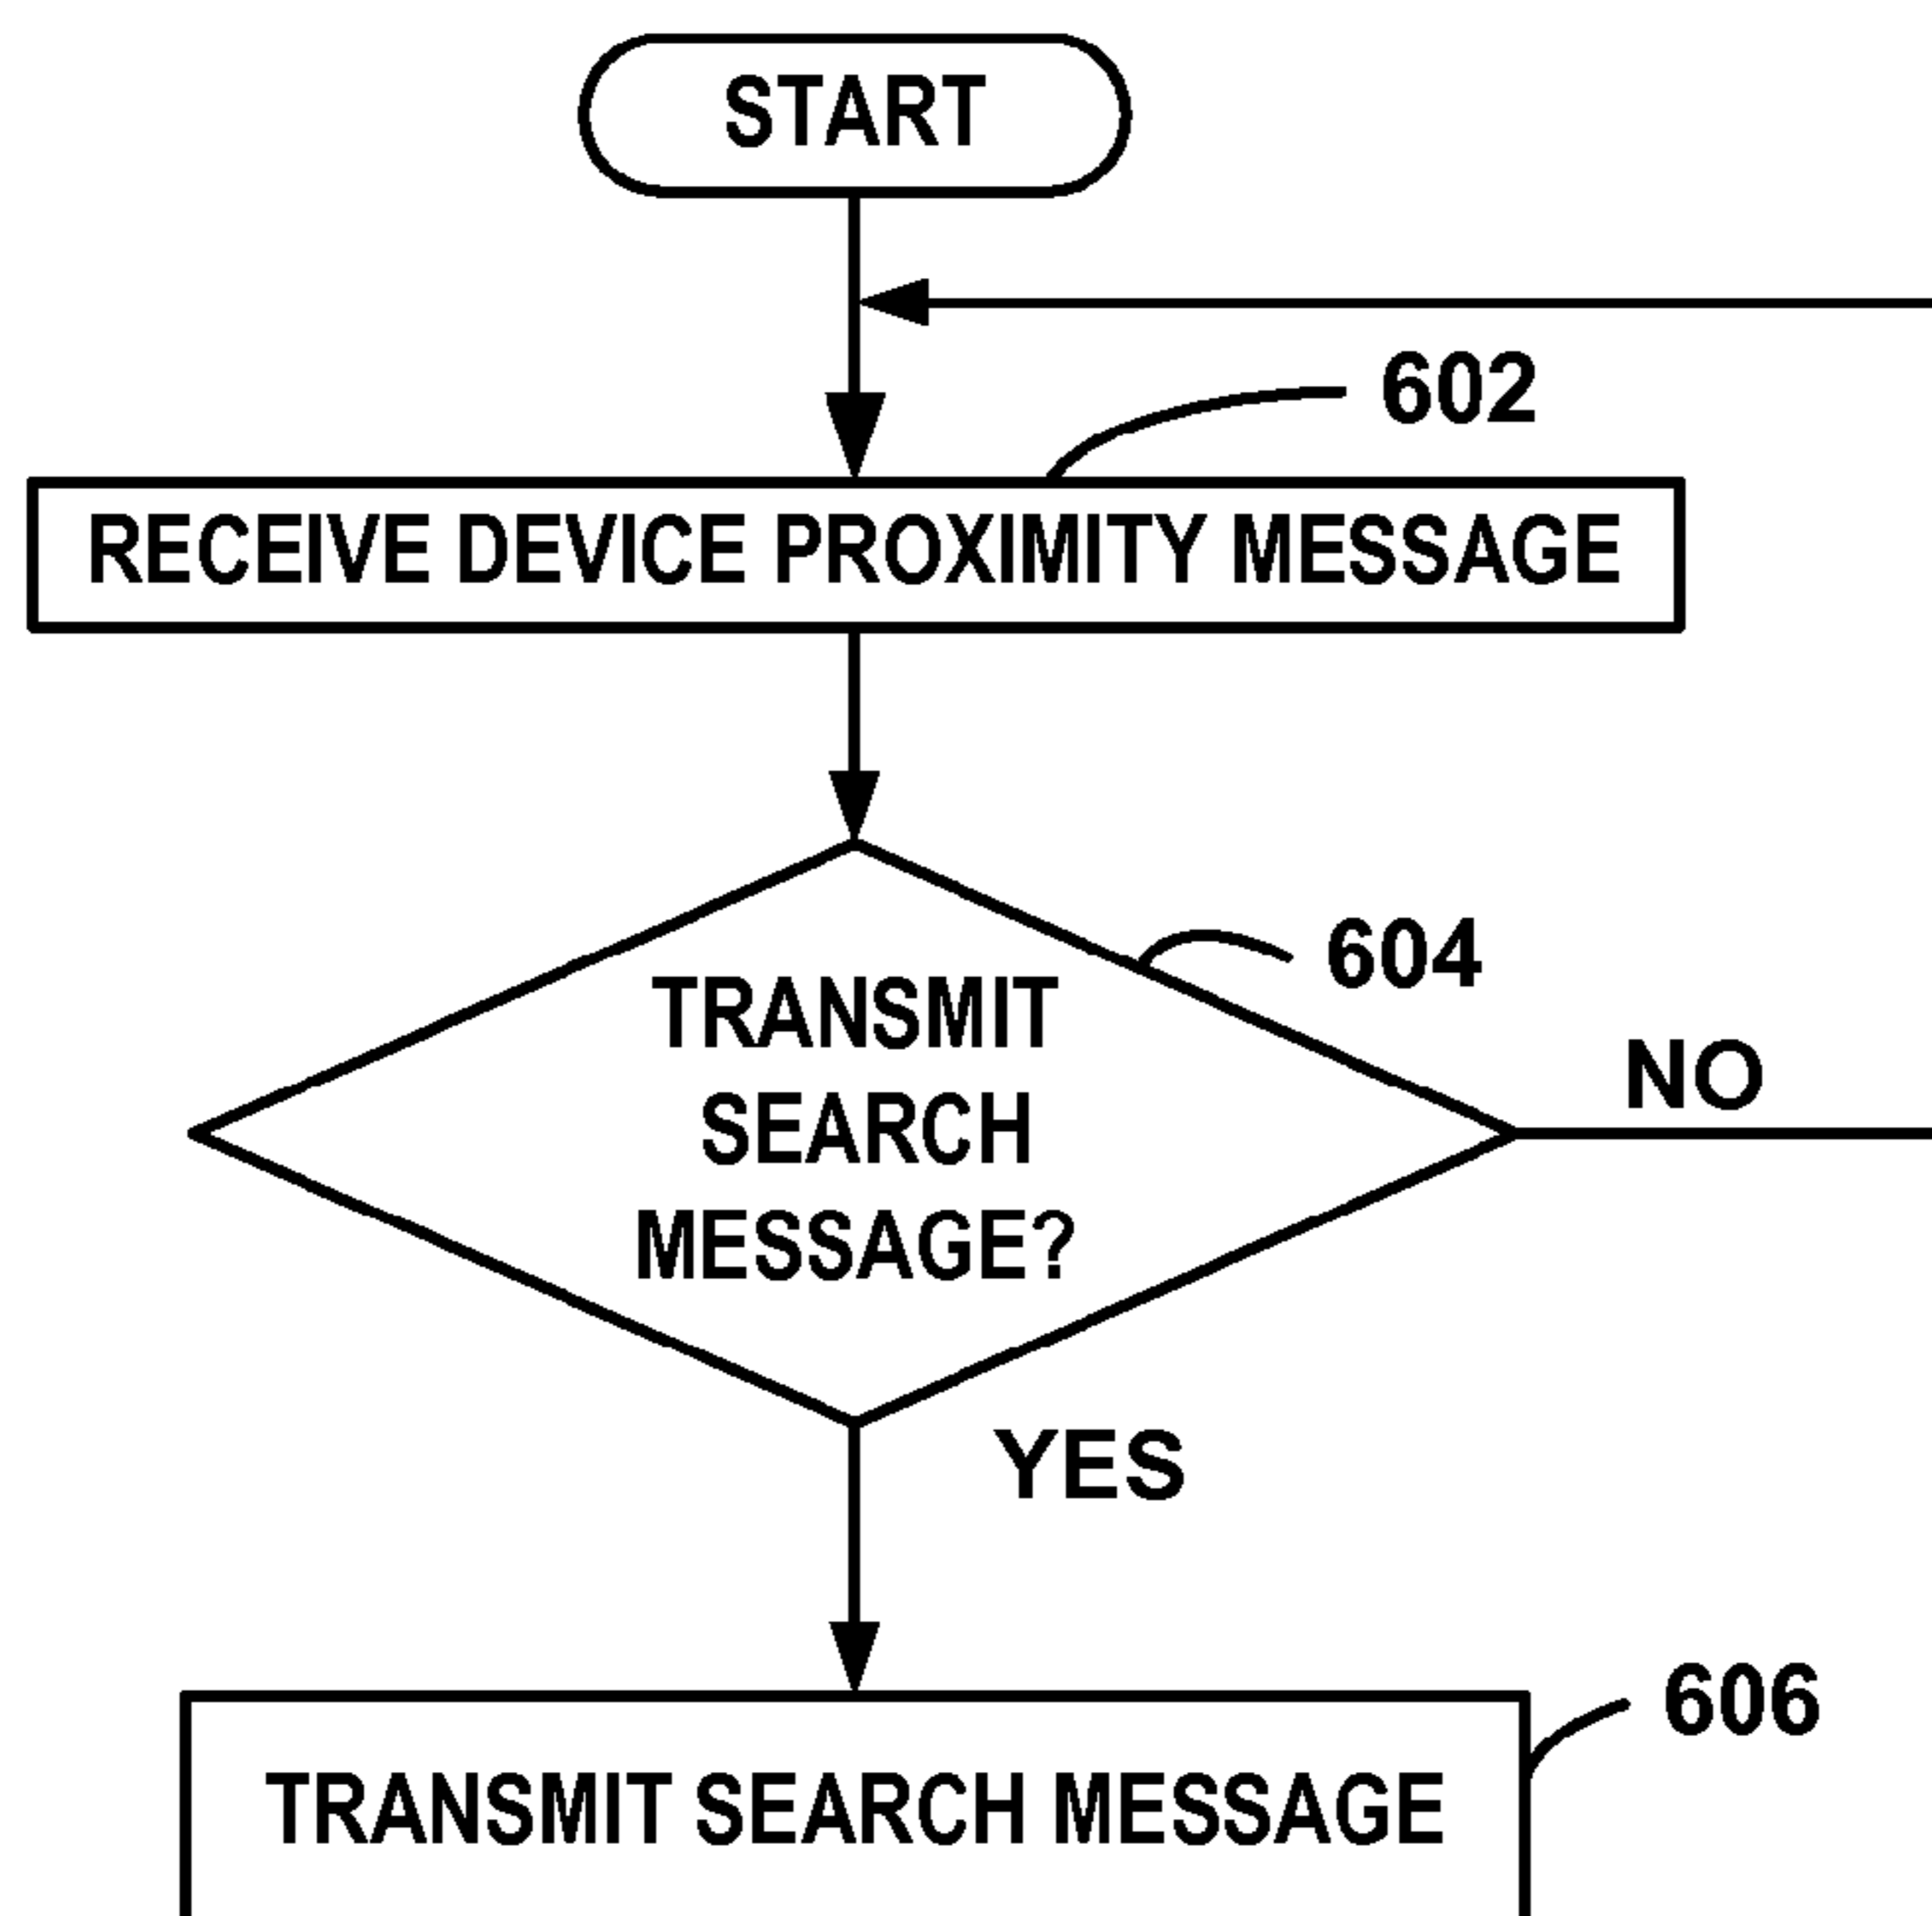 START
602
RECEIVE DEVICE PROXIMITY MESSAGE
604
TRANSMIT
SEARCH
MESSAGE?
NO
YES
606
TRANSMIT SEARCH MESSAGE